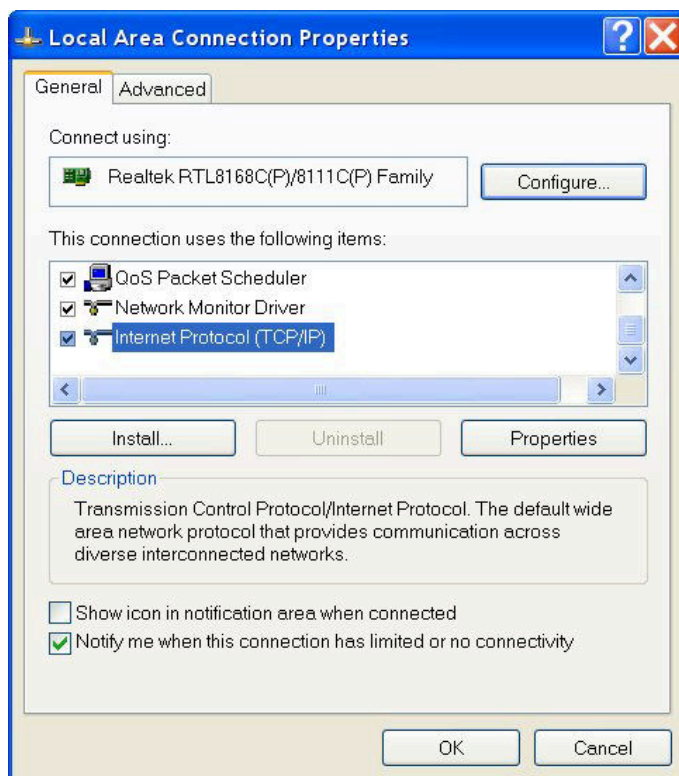 Local Area Connection Properties
General Advanced
Connect using:
Realtek RTL8168C(P)/8111C(P) Family Configure...
This connection uses the following items:
QoS Packet Scheduler
Network Monitor Driver
Internet Protocol (TCP/IP)
Install... Uninstall Properties
Description
Transmission Control Protocol/Internet Protocol. The default wide
area network protocol that provides communication across
diverse interconnected networks.
Show icon in notification area when connected
Notify me when this connection has limited or no connectivity
OK Cancel